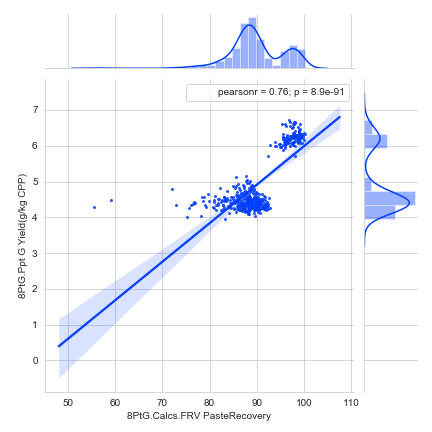 pearsonr = 0.76; p = 8.9e-91
7
6
5
4
3
2
1
0
8PtG.Ppt G Yield(g/kg CPP)
50 60 70 80 90 100 110
8PtG.Calcs.FRV PasteRecovery